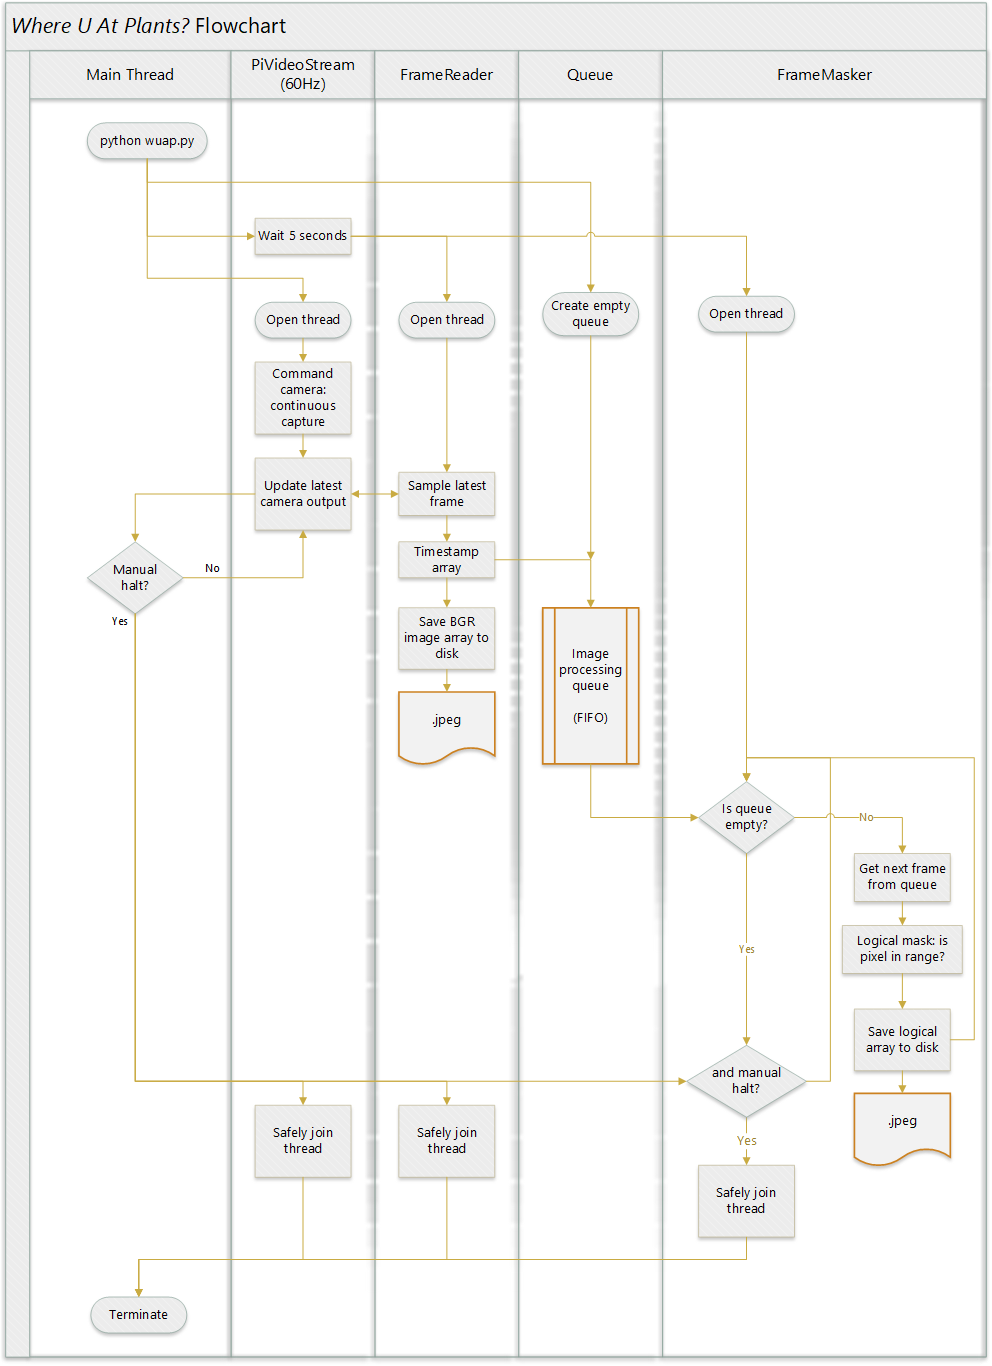 Where U At Plants? Flowchart
Main Thread
PiVideoStream
(60Hz)
FrameReader
Queue
FrameMasker
python wuap.py
Wait 5 seconds
Open thread
Open thread
Create empty
queue
Open thread
Command
camera:
continuous
capture
Update latest
camera output
Sample latest
frame
Timestamp
array
Manual
halt?
No
Yes
Save BGR
image array to
disk
.jpeg
Image
processing
queue
(FIFO)
Is queue
empty?
No
Get next frame
from queue
Logical mask: is
pixel in range?
Yes
Save logical
array to disk
and manual
halt?
.jpeg
Safely join
thread
Safely join
thread
Yes
Safely join
thread
Terminate